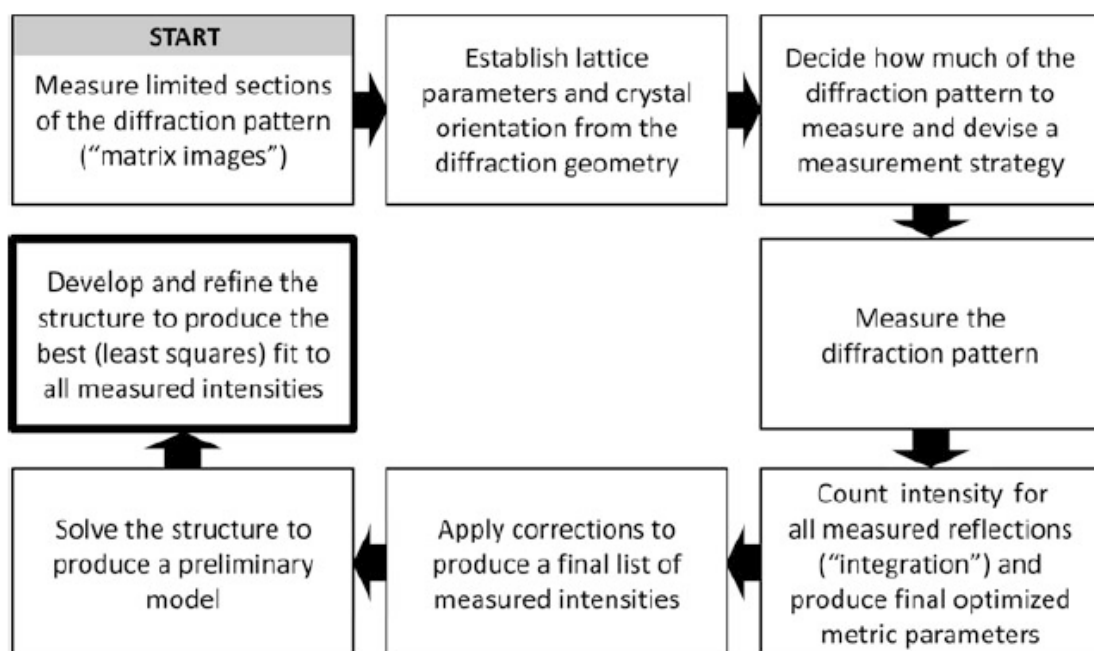 START
Measure limited sections
of the diffraction pattern
(“matrix images”)
Establish lattice
parameters and crystal
orientation from the
diffraction geometry
Decide how much of the
diffraction pattern to
measure and devise a
measurement strategy
Measure the
diffraction pattern
Count intensity for
all measured reflections
(“integration”) and
produce final optimized
metric parameters
Apply corrections to
produce a final list of
measured intensities
Solve the structure to
produce a preliminary
model
Develop and refine the
structure to produce the
best (least squares) fit to
all measured intensities